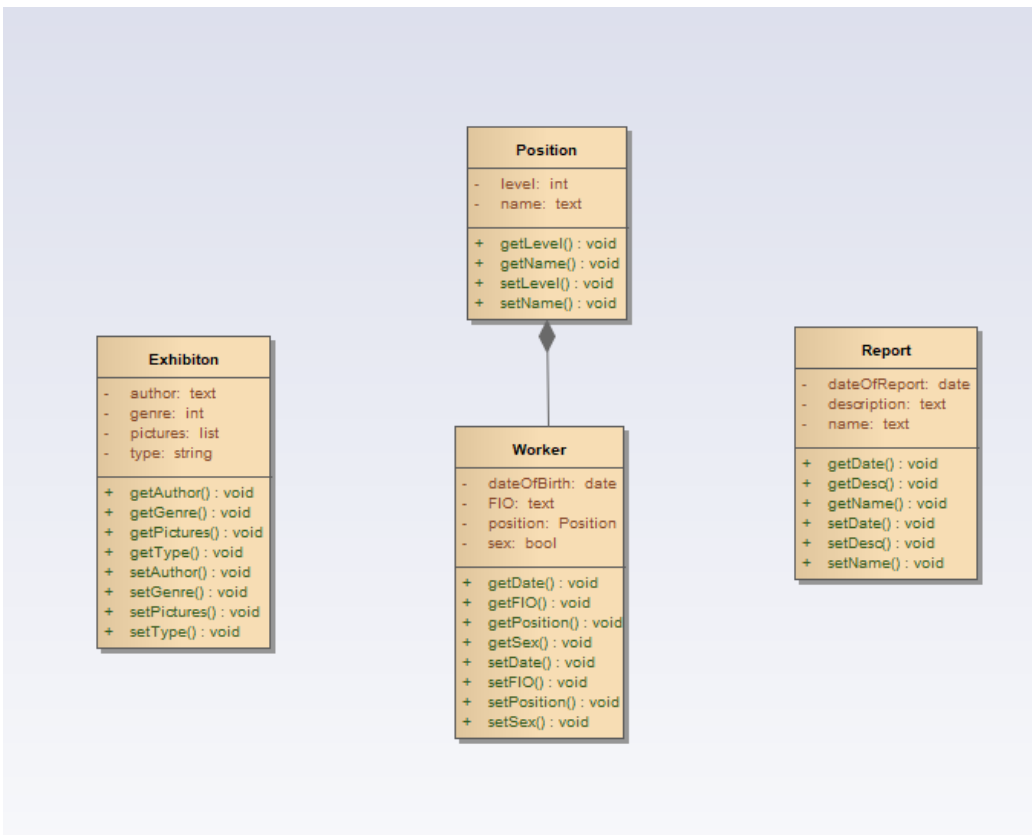 Position
- level: int
- name: text
+ getLevel() : void
+ getName() : void
+ setLevel() : void
+ setName() : void
Exhibiton
- author: text
- genre: int
- pictures: list
- type: string
+ getAuthor() : void
+ getGenre() : void
+ getPictures() : void
+ getType() : void
+ setAuthor() : void
+ setGenre() : void
+ setPictures() : void
+ setType() : void
Worker
- dateOfBirth: date
- FIO: text
- position: Position
- sex: bool
+ getDate() : void
+ getFIO() : void
+ getPosition() : void
+ getSex() : void
+ setDate() : void
+ setFIO() : void
+ setPosition() : void
+ setSex() : void
Report
- dateOfReport: date
- description: text
- name: text
+ getDate() : void
+ getDesc() : void
+ getName() : void
+ setDate() : void
+ setDesc() : void
+ setName() : void